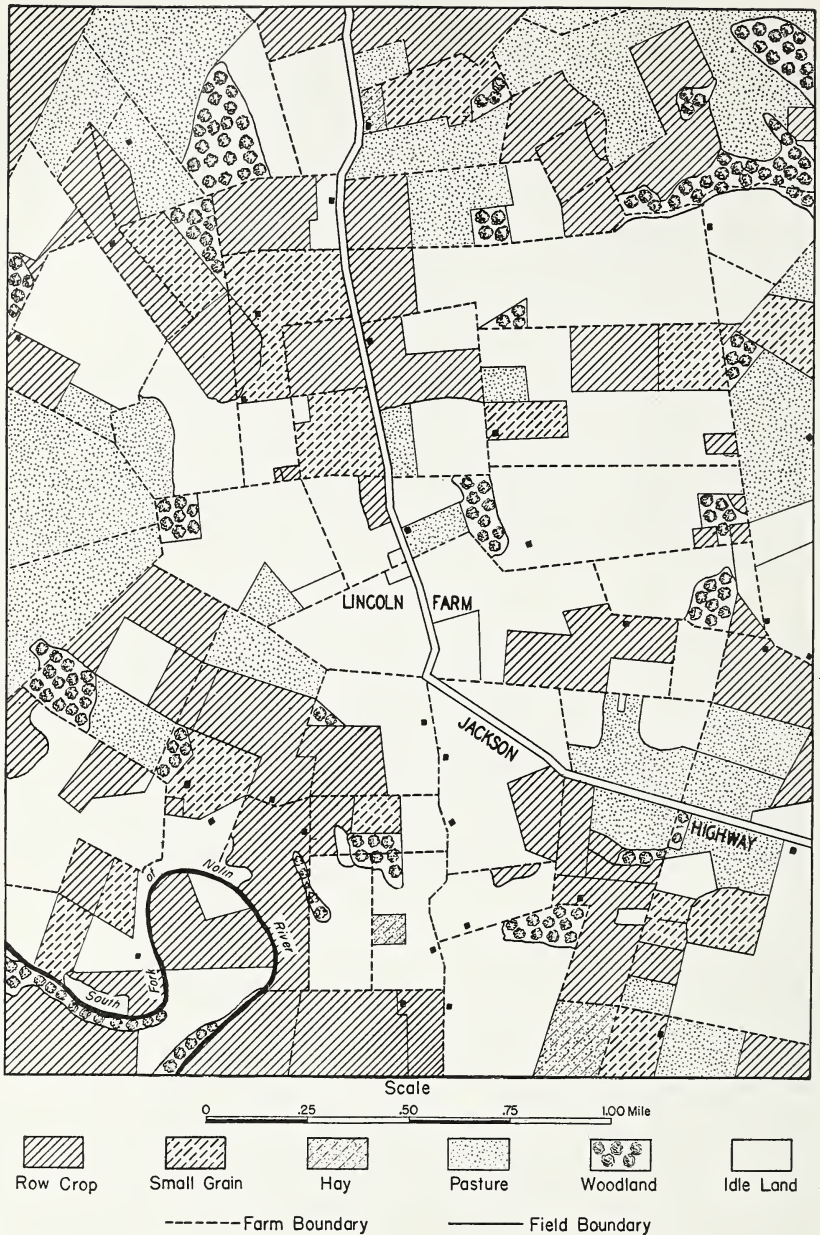 LINCOLN FARM
JACKSON
HIGHWAY
South Fork of Nolin River
Scale
0 .25 .50 .75 1.00 Mile
Row Crop Small Grain Hay Pasture Woodland Idle Land
Farm Boundary Field Boundary